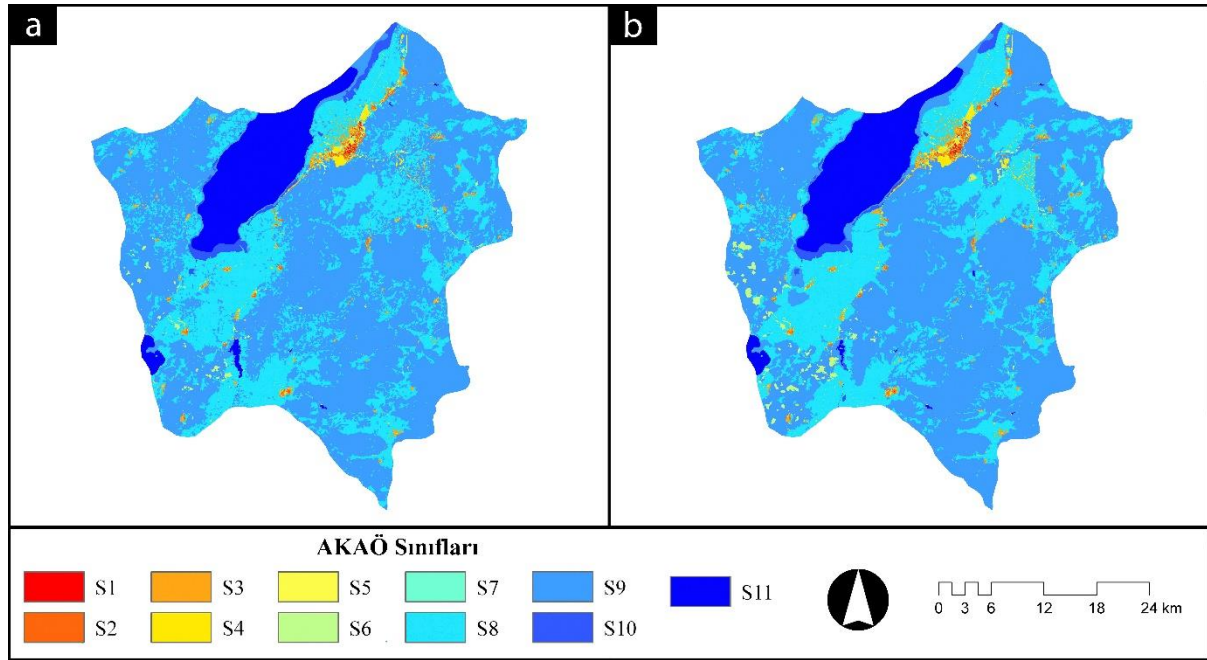 a
b
AKAÖ Sınıfları
S1 S3 S5 S7 S9 S11
S2 S4 S6 S8 S10
0 3 6 12 18 24 km